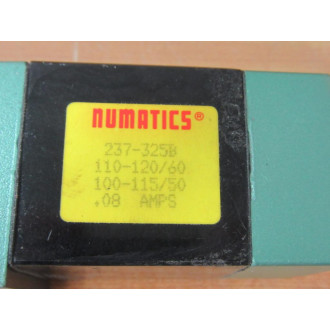 NUMATICS®
237-325B
110-120/60
100-115/50
.08 AMPS